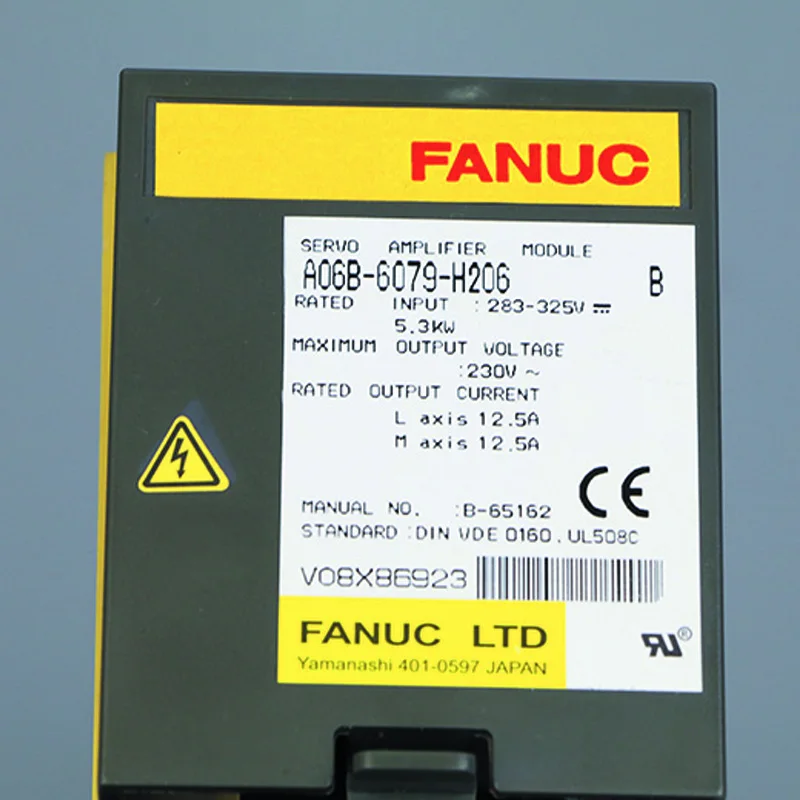 FANUC
SERVO AMPLIFIER MODULE
A06B-6079-H206 B
RATED INPUT : 283-325V ⎓
5.3KW
MAXIMUM OUTPUT VOLTAGE
:230V ~
RATED OUTPUT CURRENT
L axis 12.5A
M axis 12.5A
CE
MANUAL NO. :B-65162
STANDARD :DIN VDE 0160.UL508C
V08X86923
FANUC LTD
Yamanashi 401-0597 JAPAN
RU®